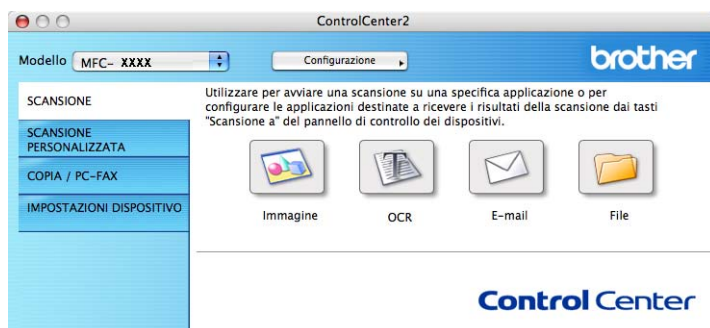 ControlCenter2
Modello MFC- XXXX Configurazione brother
SCANSIONE
SCANSIONE
PERSONALIZZATA
COPIA / PC-FAX
IMPOSTAZIONI DISPOSITIVO
Utilizzare per avviare una scansione su una specifica applicazione o per
configurare le applicazioni destinate a ricevere i risultati della scansione dai tasti
"Scansione a" del pannello di controllo dei dispositivi.
Immagine OCR E-mail File
Control Center